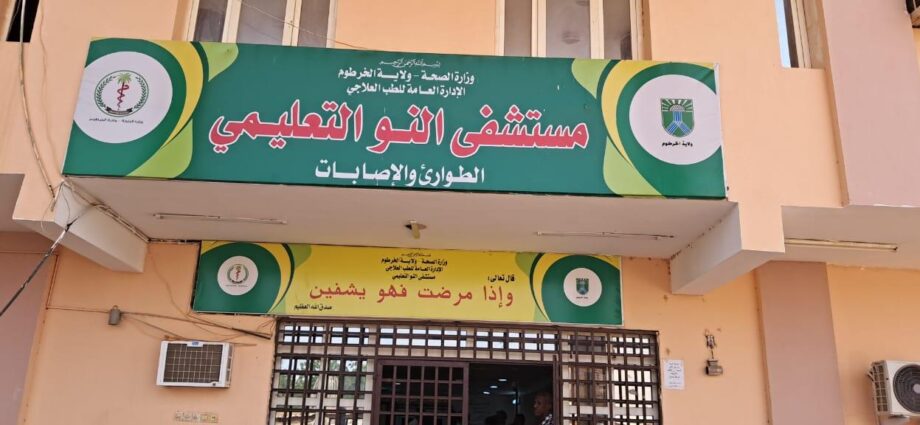 بسم الله الرحمن الرحيم
وزارة الصحة - ولاية الخرطوم
الإدارة العامة للطب العلاجي
مستشفى النو التعليمي
الطوارئ والإصابات
ولاية الخرطوم
وزارة الصحة - ولاية الخرطوم
الإدارة العامة للطب العلاجي
مستشفى النو التعليمي
قال تعالى:
وإذا مرضت فهو يشفين
صدق الله العظيم